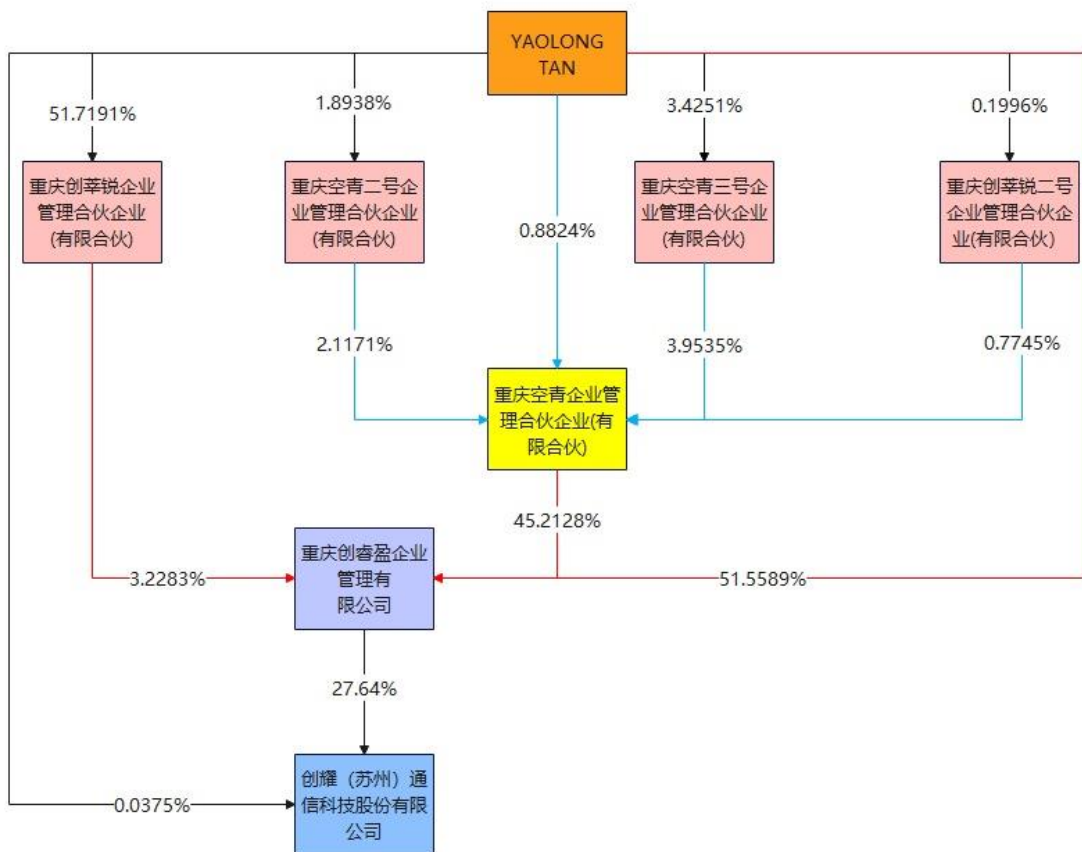 YAOLONG
TAN
51.7191%
1.8938%
3.4251%
0.1996%
重庆创莘锐企业
管理合伙企业
(有限合伙)
重庆空青二号企
业管理合伙企业
(有限合伙)
0.8824%
重庆空青三号企
业管理合伙企业
(有限合伙)
重庆创莘锐二号
企业管理合伙企
业(有限合伙)
2.1171%
3.9535%
0.7745%
重庆空青企业管
理合伙企业(有
限合伙)
45.2128%
重庆创睿盈企业
管理有
限公司
3.2283%
51.5589%
27.64%
创耀（苏州）通
信科技股份有限
公司
0.0375%